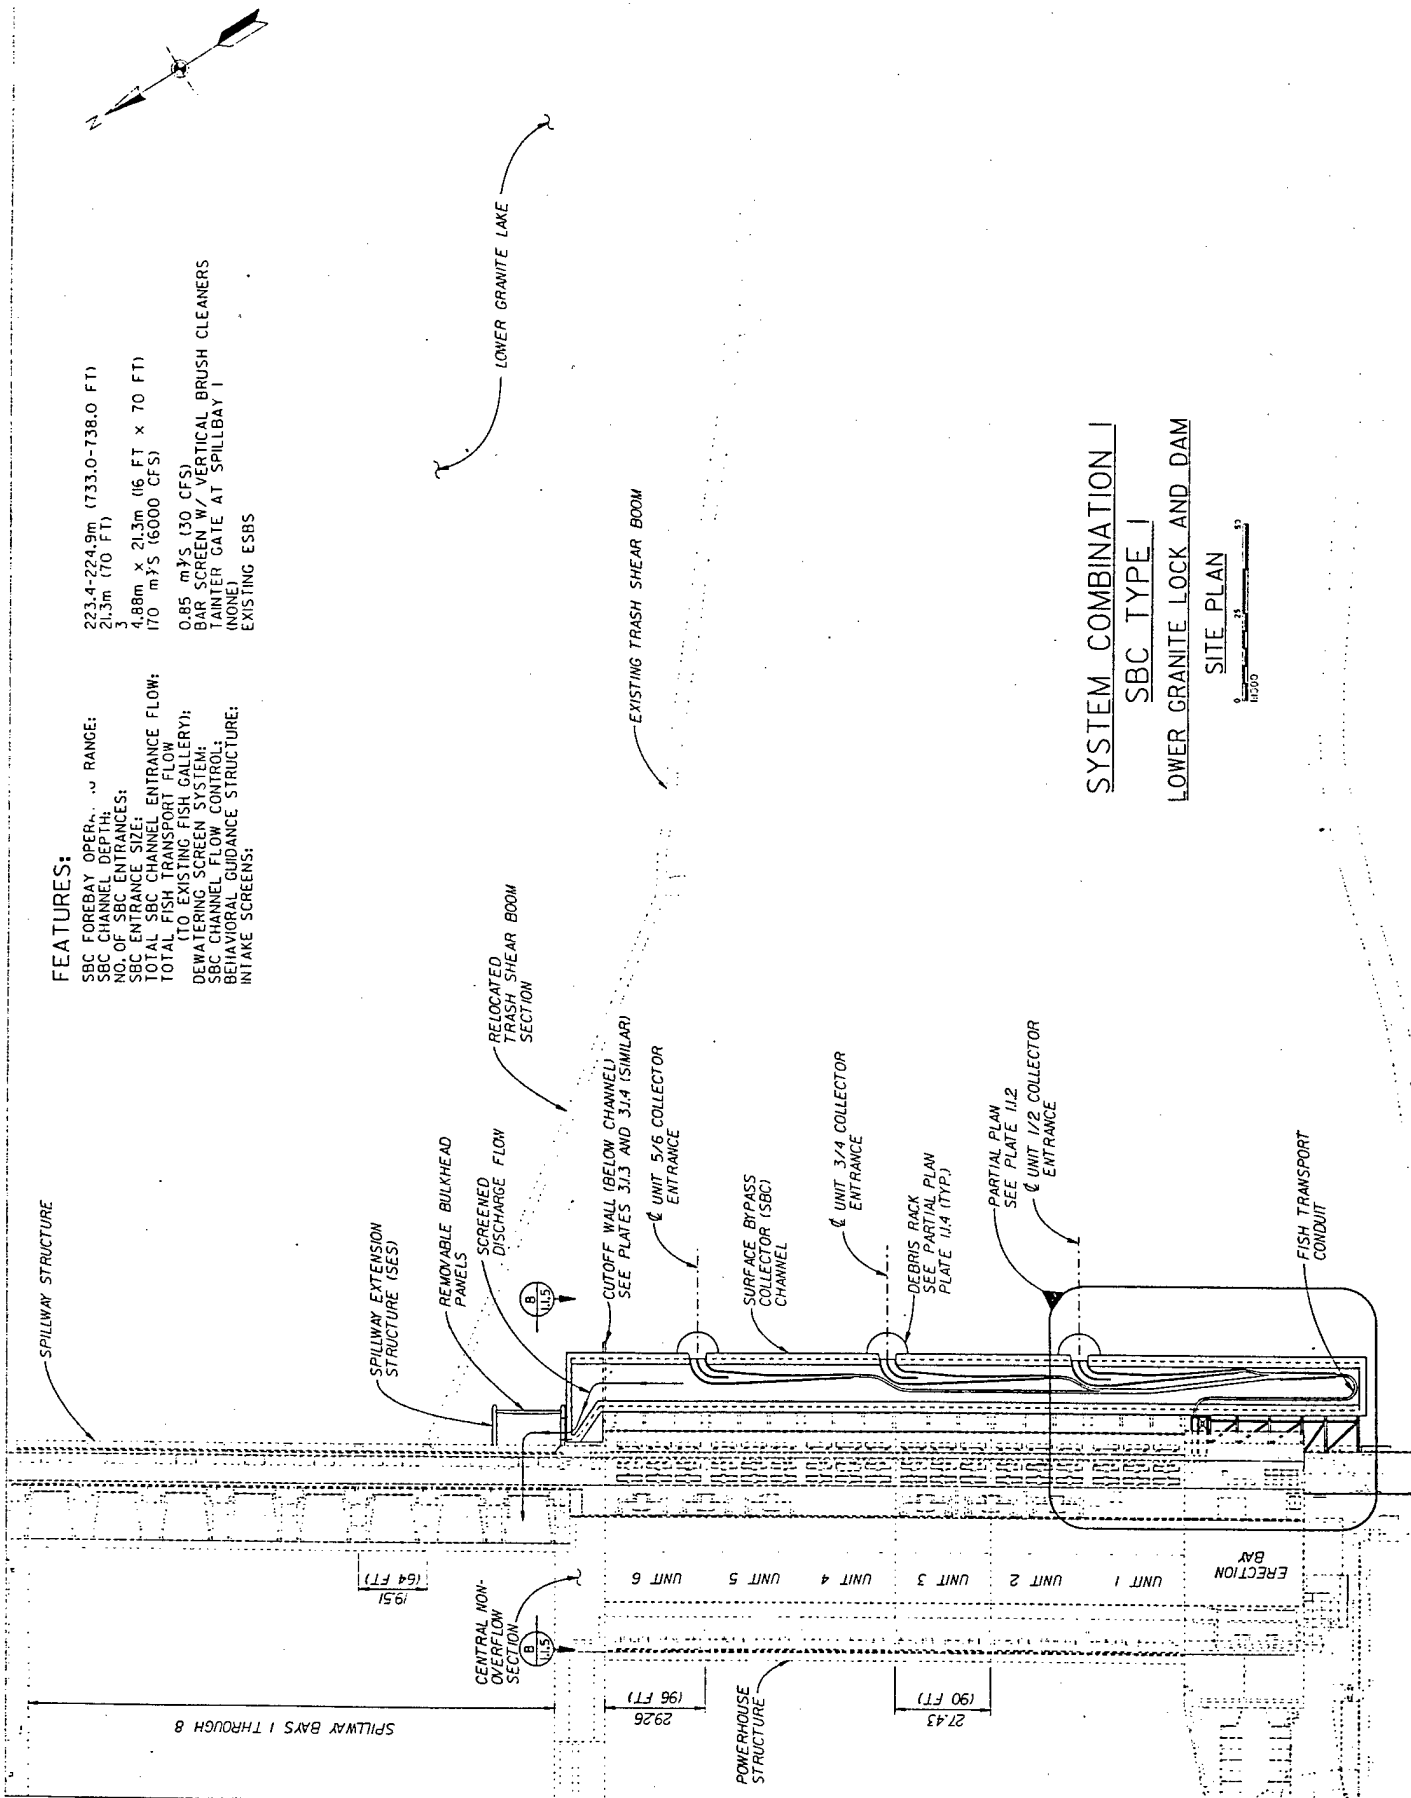 N
FEATURES:
SBC FOREBAY RANGE: 223.4-224.9m (733.0-738.0 FT)
SBC CHANNEL DEPTH: 21.3m (70 FT)
NO. OF SBC ENTRANCES: 3
SBC ENTRANCE SIZE: 4.88m x 21.3m (16 FT x 70 FT)
TOTAL SBC CHANNEL ENTRANCE FLOW: 170 m³/S (6000 CFS)
TOTAL FISH TRANSPORT FLOW
(TO EXISTING FISH GALLERY): 0.85 m³/S (30 CFS)
DEWATERING SCREEN SYSTEM: BAR SCREEN W/ VERTICAL BRUSH CLEANERS
SBC CHANNEL FLOW CONTROL: TAINTER GATE AT SPILLBAY 1
BEHAVIORAL GUIDANCE STRUCTURE: (NONE)
INTAKE SCREENS: EXISTING ESBS
LOWER GRANITE LAKE
EXISTING TRASH SHEAR BOOM
RELOCATED
TRASH SHEAR BOOM
SECTION
SPILLWAY STRUCTURE
SPILLWAY EXTENSION
STRUCTURE (SES)
REMOVABLE BULKHEAD
PANELS
SCREENED
DISCHARGE FLOW
B
1.1.5
CUTOFF WALL (BELOW CHANNEL)
SEE PLATES 3.1.3 AND 3.1.4 (SIMILAR)
℄ UNIT 5/6 COLLECTOR
ENTRANCE
SURFACE BYPASS
COLLECTOR (SBC)
CHANNEL
℄ UNIT 3/4 COLLECTOR
ENTRANCE
DEBRIS RACK
SEE PARTIAL PLAN
PLATE 1.1.4 (TYP.)
PARTIAL PLAN
SEE PLATE 1.1.2
℄ UNIT 1/2 COLLECTOR
ENTRANCE
FISH TRANSPORT
CONDUIT
SPILLWAY BAYS 1 THROUGH 8
19.51
(64 FT)
CENTRAL NON-
OVERFLOW
SECTION
B
1.1.5
UNIT 6
UNIT 5
UNIT 4
UNIT 3
UNIT 2
UNIT 1
ERECTION
BAY
29.26
(96 FT)
27.43
(90 FT)
POWERHOUSE
STRUCTURE
SYSTEM COMBINATION 1
SBC TYPE 1
LOWER GRANITE LOCK AND DAM
SITE PLAN
0 25 50
1:1500